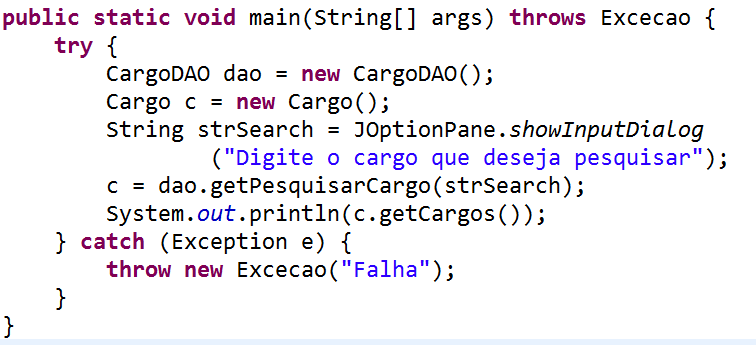 public static void main(String[] args) throws Excecao {
try {
CargoDAO dao = new CargoDAO();
Cargo c = new Cargo();
String strSearch = JOptionPane.showInputDialog
("Digite o cargo que deseja pesquisar");
c = dao.getPesquisarCargo(strSearch);
System.out.println(c.getCargos());
} catch (Exception e) {
throw new Excecao("Falha");
}
}